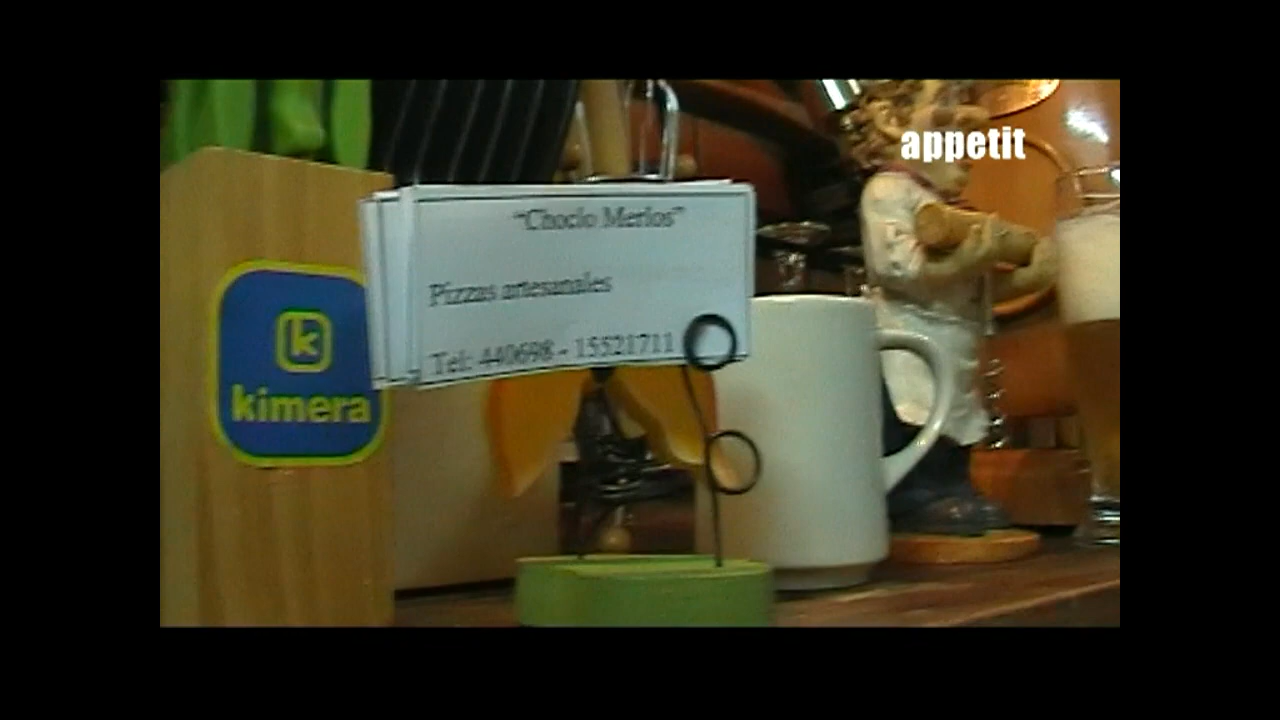 appetit
“Choclo Merlos”
Pizzas artesanales
Tel: 440698 - 15521711
k
kimera